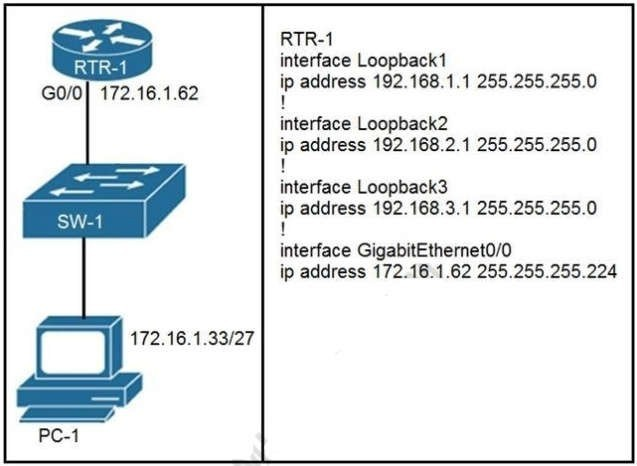 RTR-1
G0/0 172.16.1.62
SW-1
172.16.1.33/27
PC-1
RTR-1
interface Loopback1
ip address 192.168.1.1 255.255.255.0
!
interface Loopback2
ip address 192.168.2.1 255.255.255.0
!
interface Loopback3
ip address 192.168.3.1 255.255.255.0
!
interface GigabitEthernet0/0
ip address 172.16.1.62 255.255.255.224